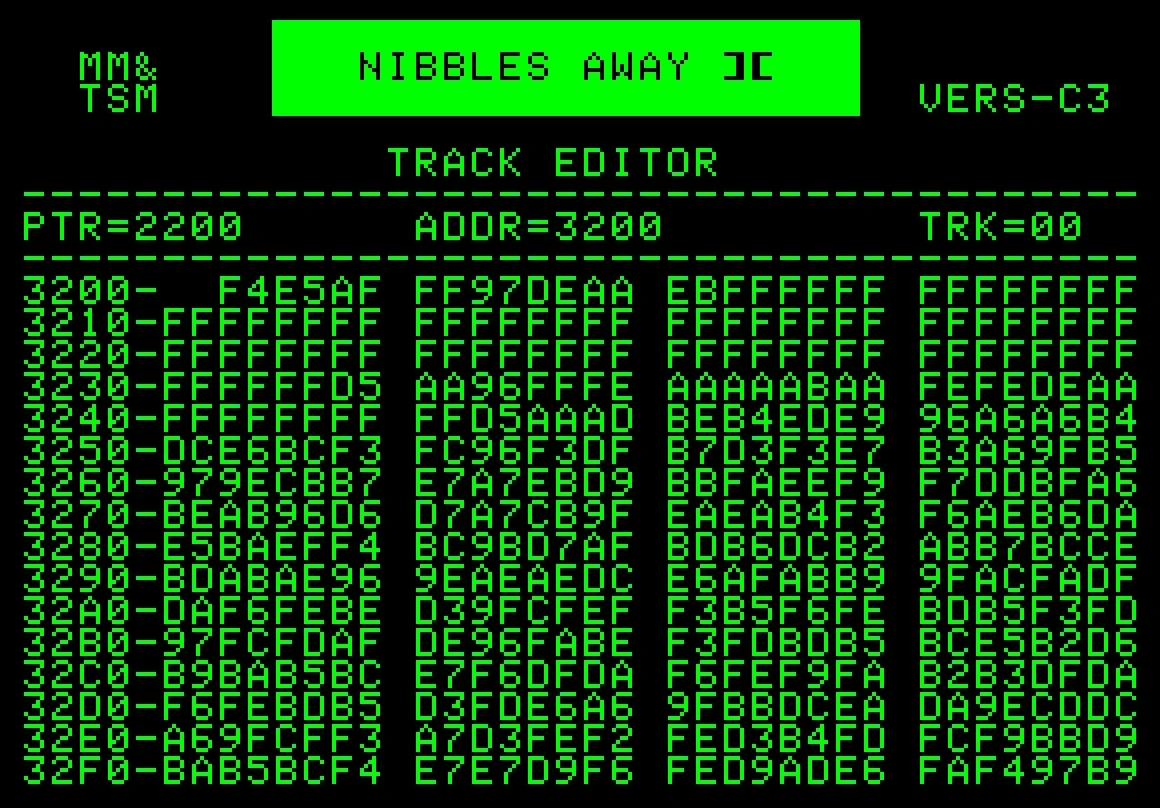 MM& NIBBLES AWAY ][
TSM VERS-C3
TRACK EDITOR
----------------------------------------
PTR=2200 ADDR=3200 TRK=00
----------------------------------------
3200-  F4E5AF FF97DEAA EBFFFFFF FFFFFFFF
3210-FFFFFFFF FFFFFFFF FFFFFFFF FFFFFFFF
3220-FFFFFFFF FFFFFFFF FFFFFFFF FFFFFFFF
3230-FFFFFFD5 AA96FFFE AAAAABAA FEFEDEAA
3240-FFFFFFFF FFD5AAAD BEB4EDE9 96A6A6B4
3250-DCE6BCF3 FC96F3DF B7D3F3E7 B3A69FB5
3260-979ECBB7 E7A7EBD9 BBFAEEF9 F7DDBFA6
3270-BEAB96D6 D7A7CB9F EAEAB4F3 F6AEB6DA
3280-E5BAEFF4 BC9BD7AF BDB6DCB2 ABB7BCCE
3290-BDABAE96 9EAEAEDC E6AFABB9 9FACFADF
32A0-DAF6FEBE D39FCFEF F3B5F6FE BDB5F3FD
32B0-97FCFDAF DE96FABE F3FDBDB5 BCE5B2D6
32C0-B9BAB5BC E7F6DFDA F6FEF9FA B2B3DFDA
32D0-F6FEBDB5 D3FDE6A6 9FBBDCEA DA9ECDDC
32E0-A69FCFF3 A7D3FEF2 FED3B4FD FCF9BBD9
32F0-BAB5BCF4 E7E7D9F6 FED9ADE6 FAF497B9